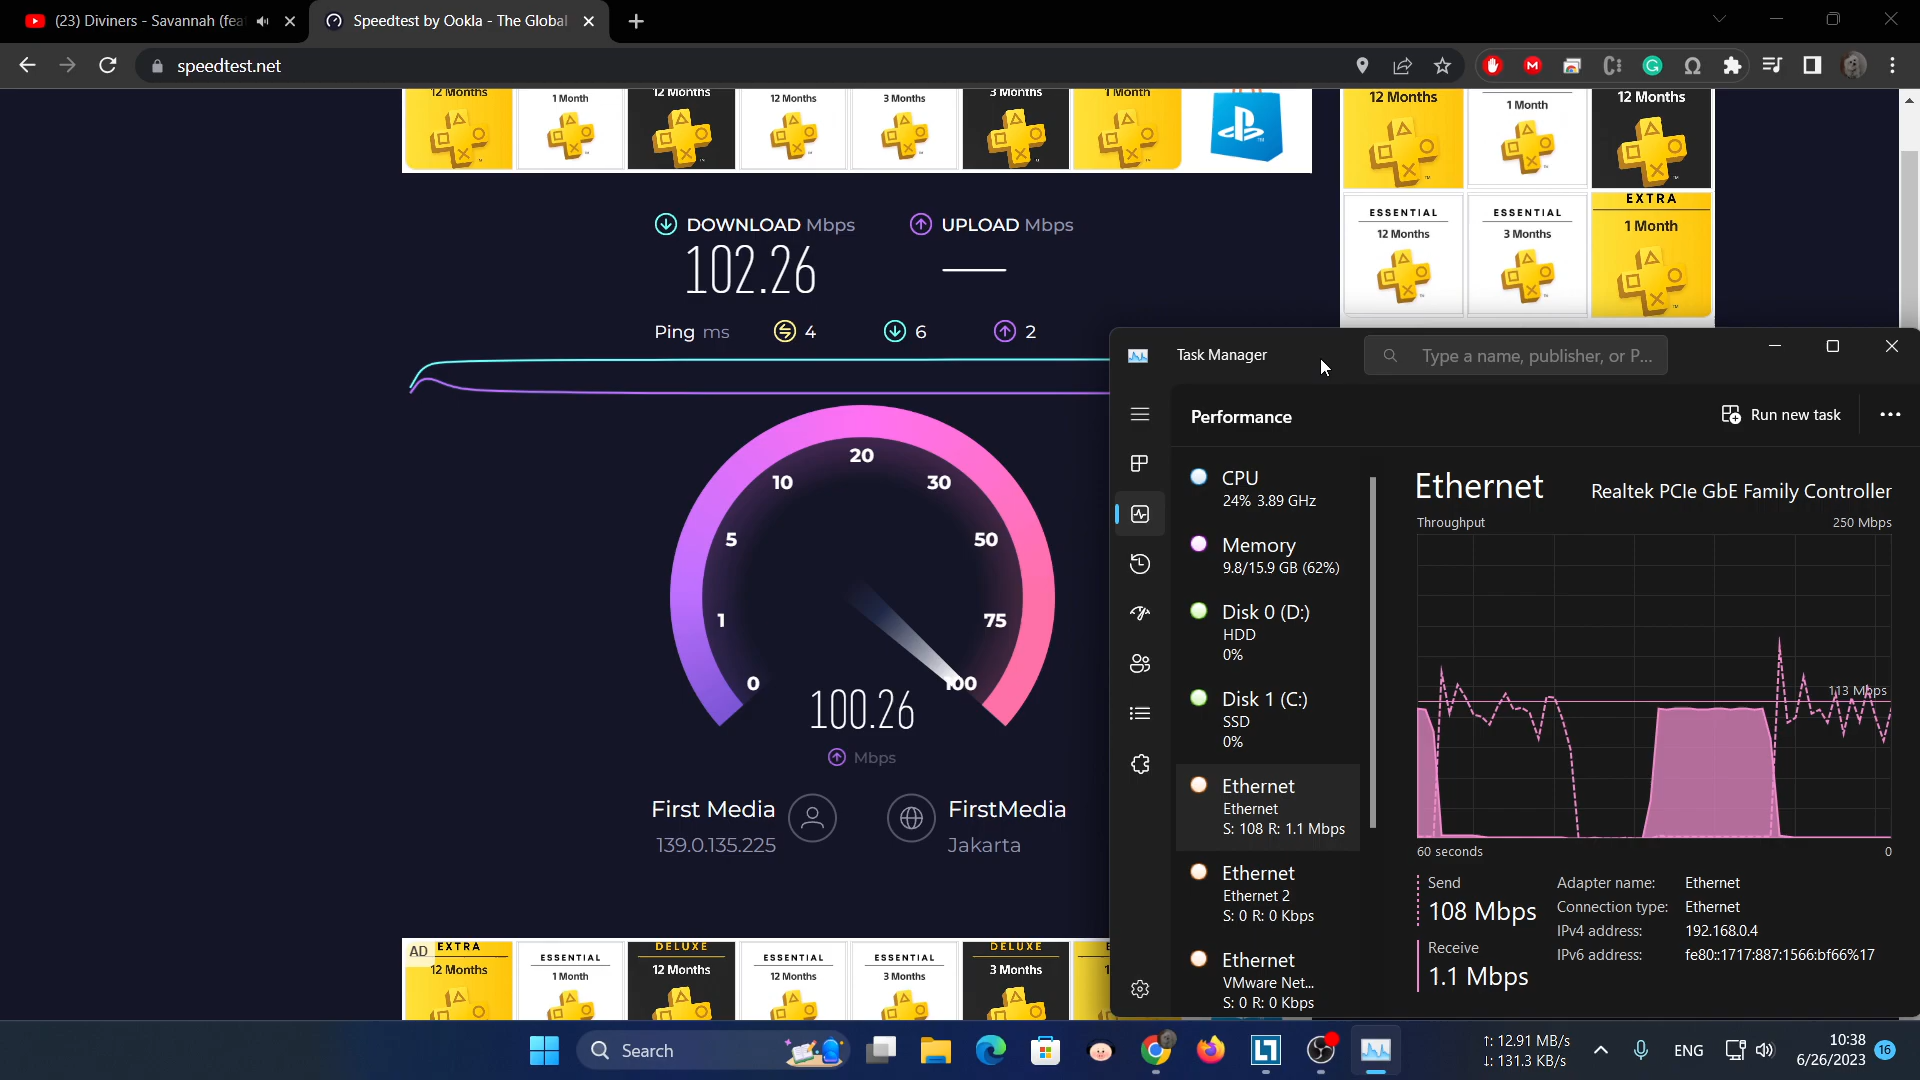 (23) Diviners - Savannah (fea
Speedtest by Ookla - The Global
speedtest.net
12 Months
1 Month
12 Months
12 Months
3 Months
3 Months
1 Month
12 Months
1 Month
12 Months
ESSENTIAL
12 Months
ESSENTIAL
3 Months
EXTRA
1 Month
DOWNLOAD Mbps
102.26
UPLOAD Mbps
Ping ms
4
6
2
0
1
5
10
20
30
50
75
100
100.26
Mbps
First Media
139.0.135.225
FirstMedia
Jakarta
AD
EXTRA
12 Months
ESSENTIAL
1 Month
DELUXE
12 Months
ESSENTIAL
12 Months
ESSENTIAL
3 Months
DELUXE
3 Months
Task Manager
Type a name, publisher, or P...
Performance
Run new task
CPU
24% 3.89 GHz
Memory
9.8/15.9 GB (62%)
Disk 0 (D:)
HDD
0%
Disk 1 (C:)
SSD
0%
Ethernet
Ethernet
S: 108 R: 1.1 Mbps
Ethernet
Ethernet 2
S: 0 R: 0 Kbps
Ethernet
VMware Net...
S: 0 R: 0 Kbps
Ethernet
Realtek PCIe GbE Family Controller
Throughput
250 Mbps
113 Mbps
60 seconds
0
Send
108 Mbps
Receive
1.1 Mbps
Adapter name: Ethernet
Connection type: Ethernet
IPv4 address: 192.168.0.4
IPv6 address: fe80::1717:887:1566:bf66%17
Search
↑: 12.91 MB/s
↓: 131.3 KB/s
ENG
10:38
6/26/2023
16